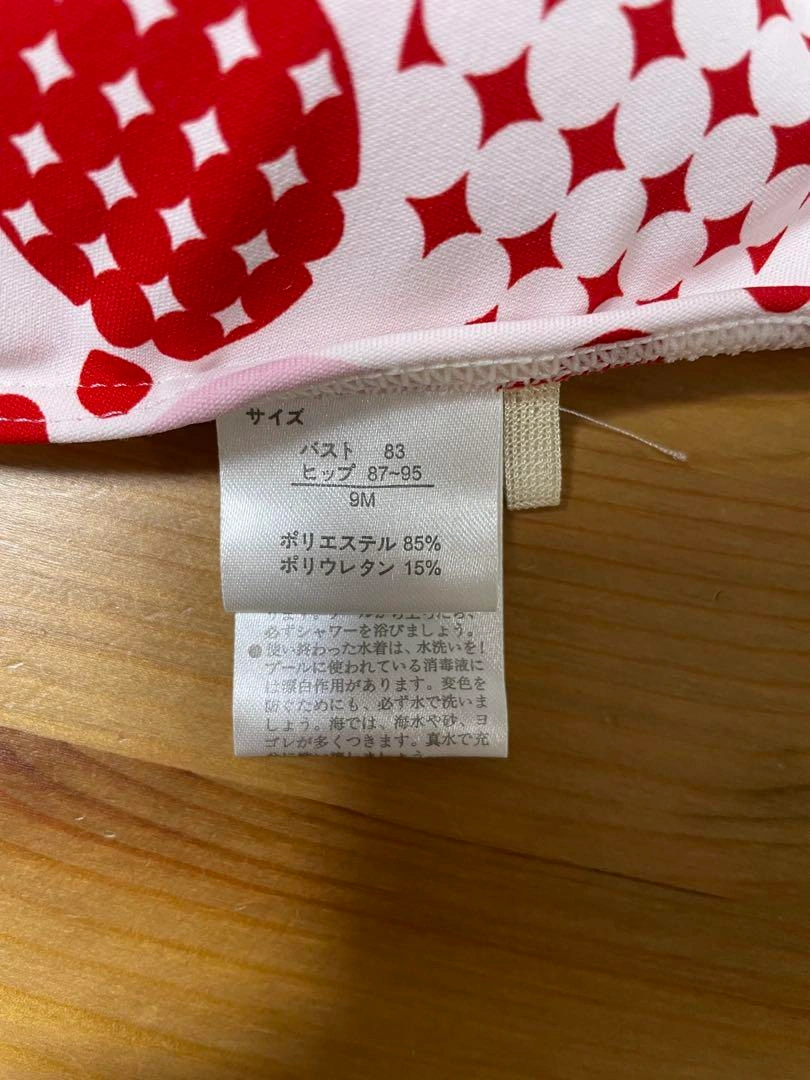 サイズ
バスト 83
ヒップ 87~95
9M
ポリエステル 85%
ポリウレタン 15%
必ずシャワーを浴びましょう。
●使い終わった水着は、水洗いを!
プールに使われている消毒液に
は漂白作用があります。変色を
防ぐためにも、必ず水で洗いま
しょう。海では、海水や砂、ヨ
ゴレが多くつきます。真水で充